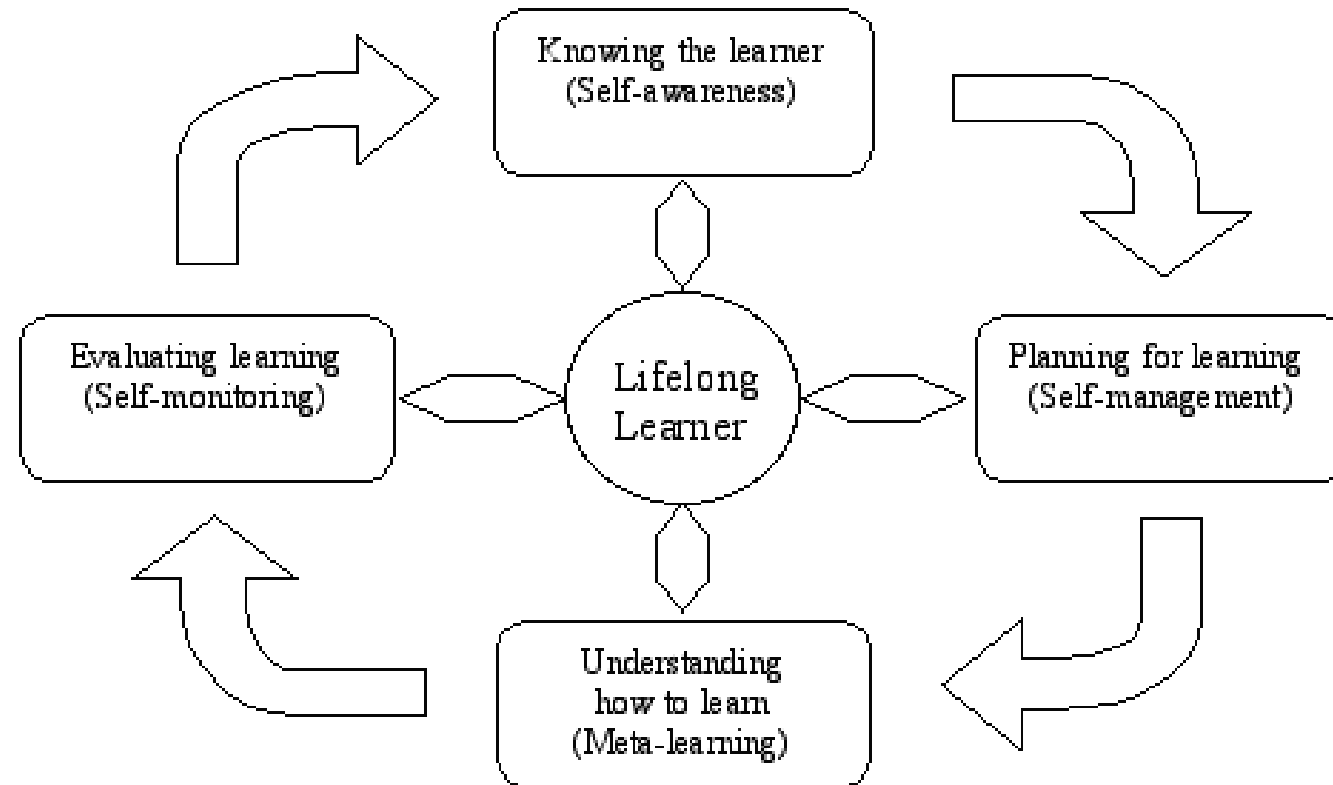 Knowing the learner
(Self-awareness)
Evaluating learning
(Self-monitoring)
Lifelong
Learner
Planning for learning
(Self-management)
Understanding
how to learn
(Meta-learning)